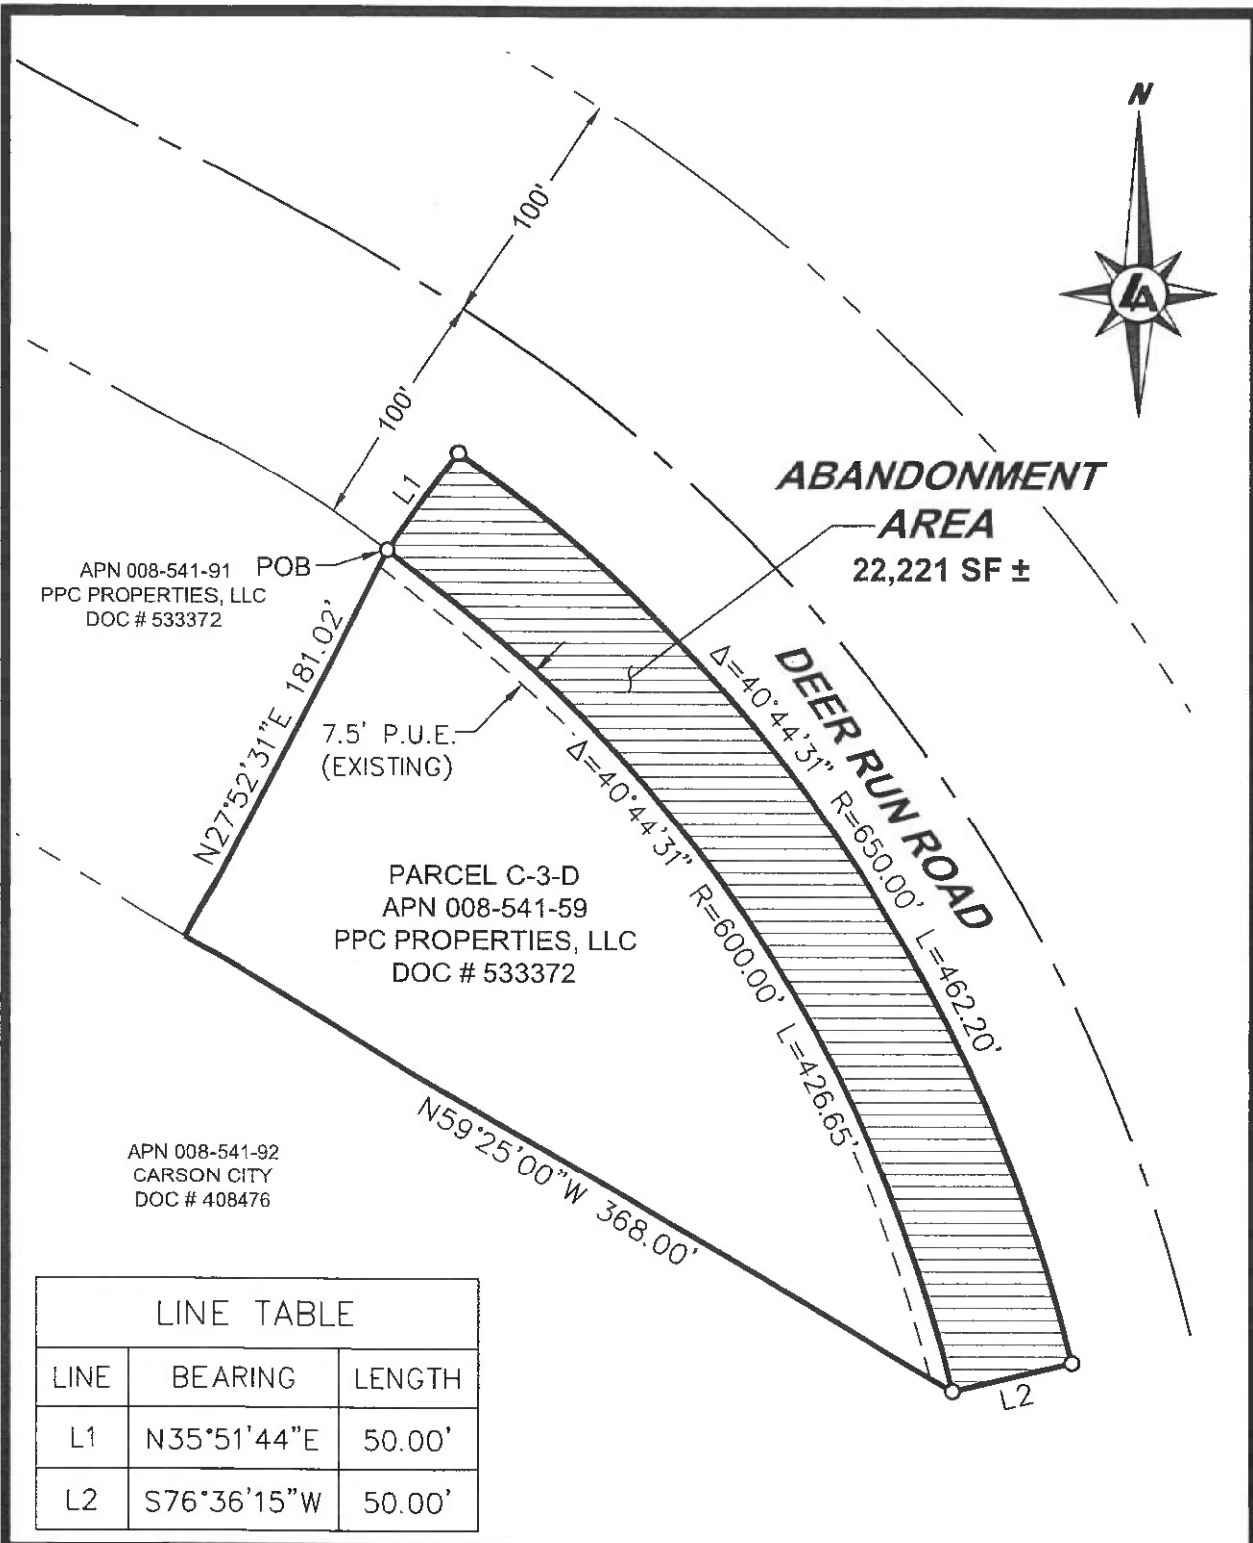 N
LA
100'
100'
L1
ABANDONMENT
AREA
22,221 SF ±
APN 008-541-91
PPC PROPERTIES, LLC
DOC # 533372
POB
N27°52'31"E 181.02'
7.5' P.U.E.
(EXISTING)
DEER RUN ROAD
Δ=40°44'31" R=650.00' L=462.20'
Δ=40°44'31" R=600.00' L=426.65'
PARCEL C-3-D
APN 008-541-59
PPC PROPERTIES, LLC
DOC # 533372
N59°25'00"W 368.00'
APN 008-541-92
CARSON CITY
DOC # 408476
L2
LINE TABLE
LINE BEARING LENGTH
L1 N35°51'44"E 50.00'
L2 S76°36'15"W 50.00'